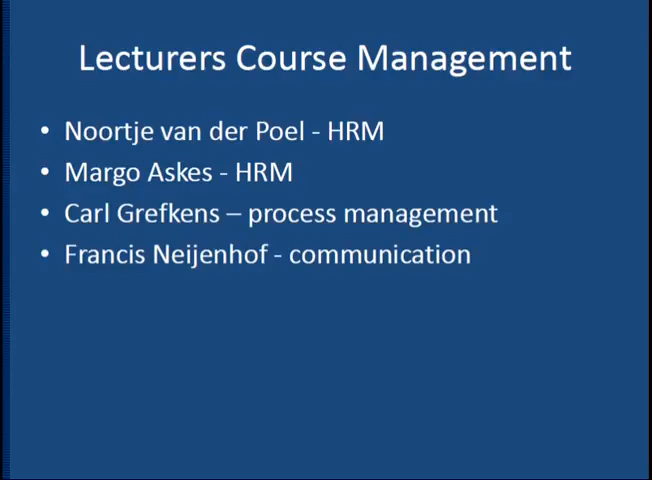 Lecturers Course Management
• Noortje van der Poel - HRM
• Margo Askes - HRM
• Carl Grefkens – process management
• Francis Neijenhof - communication